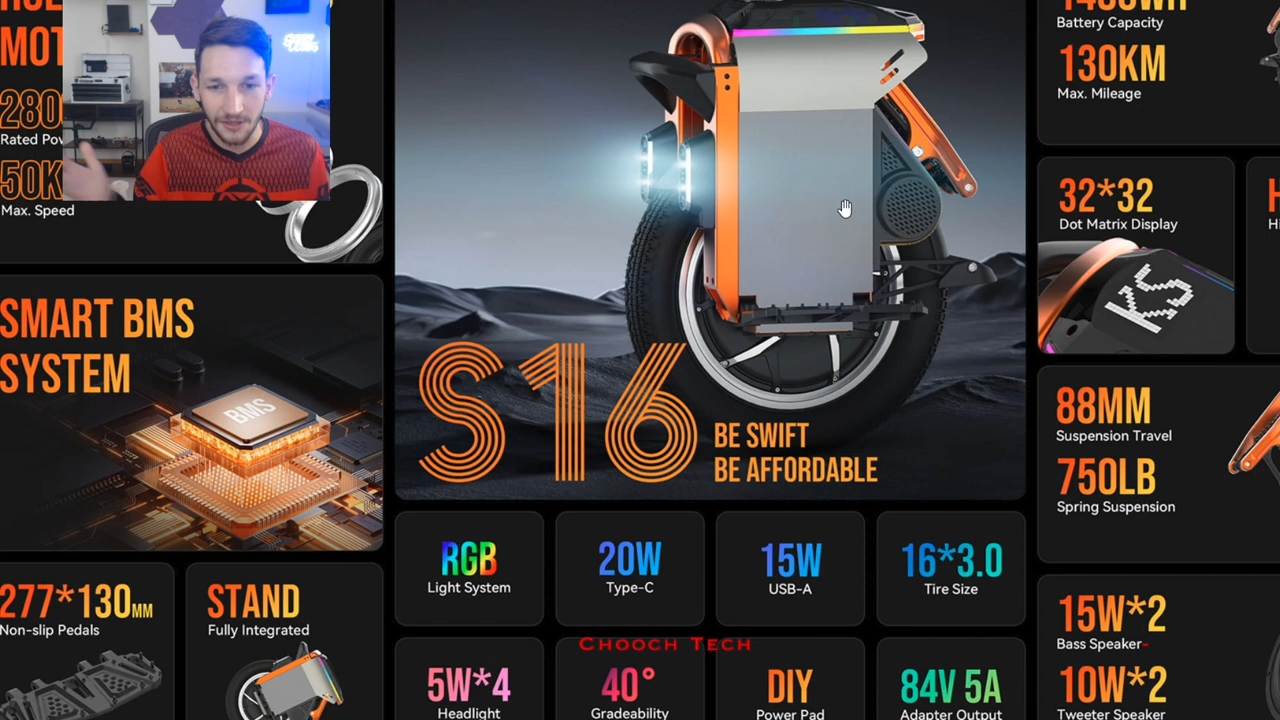 MOT
280
Rated Pov
50K
Max. Speed
SMART BMS
SYSTEM
BMS
277*130MM
Non-slip Pedals
STAND
Fully Integrated
S16
BE SWIFT
BE AFFORDABLE
RGB
Light System
20W
Type-C
15W
USB-A
16*3.0
Tire Size
CHOOCH TECH
5W*4
Headlight
40°
Gradeability
DIY
Power Pad
84V 5A
Adapter Output
Battery Capacity
130KM
Max. Mileage
32*32
Dot Matrix Display
KS
88MM
Suspension Travel
750LB
Spring Suspension
15W*2
Bass Speaker
10W*2
Tweeter Speaker